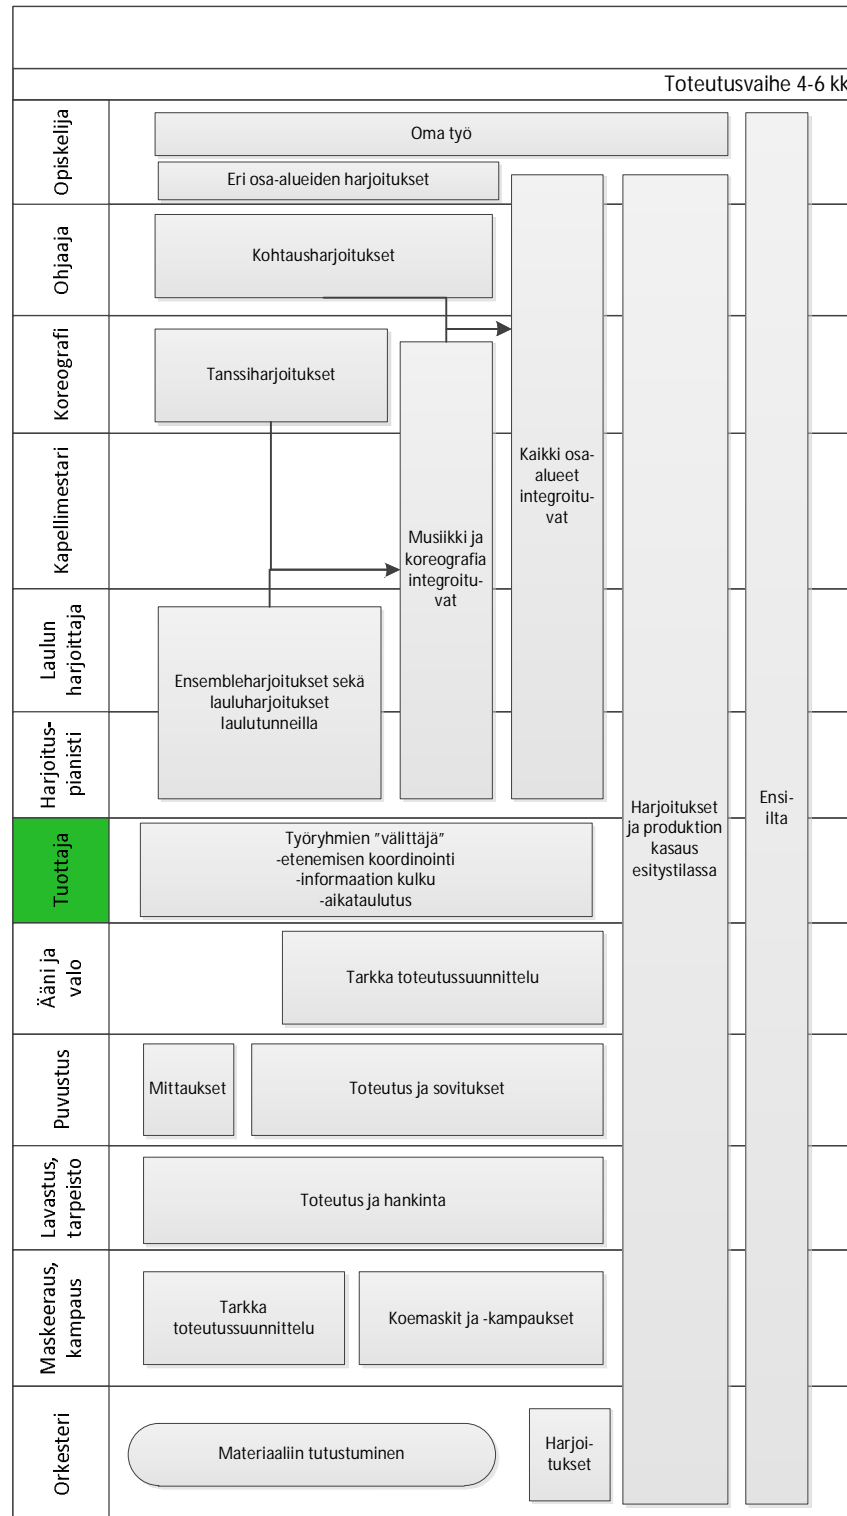 Toteutusvaihe 4-6 kk
Opiskelija
Oma työ
Eri osa-alueiden harjoitukset
Ohjaaja
Kohtausharjoitukset
Koreografi
Tanssiharjoitukset
Kapellimestari
Musiikki ja
koreografia
integroitu-
vat
Kaikki osa-
alueet
integroitu-
vat
Laulun
harjoittaja
Ensembleharjoitukset sekä
lauluharjoitukset
laulutunneilla
Harjoitus-
pianisti
Harjoitukset
ja produktion
kasaus
esitystilassa
Ensi-
ilta
Tuottaja
Työryhmien "välittäjä"
-etenemisen koordinointi
-informaation kulku
-aikataulutus
Ääni ja
valo
Tarkka toteutussuunnittelu
Puvustus
Mittaukset
Toteutus ja sovitukset
Lavastus,
tarpeisto
Toteutus ja hankinta
Maskeeraus,
kampaus
Tarkka
toteutussuunnittelu
Koemaskit ja -kampaukset
Orkesteri
Materiaaliin tutustuminen
Harjoi-
tukset